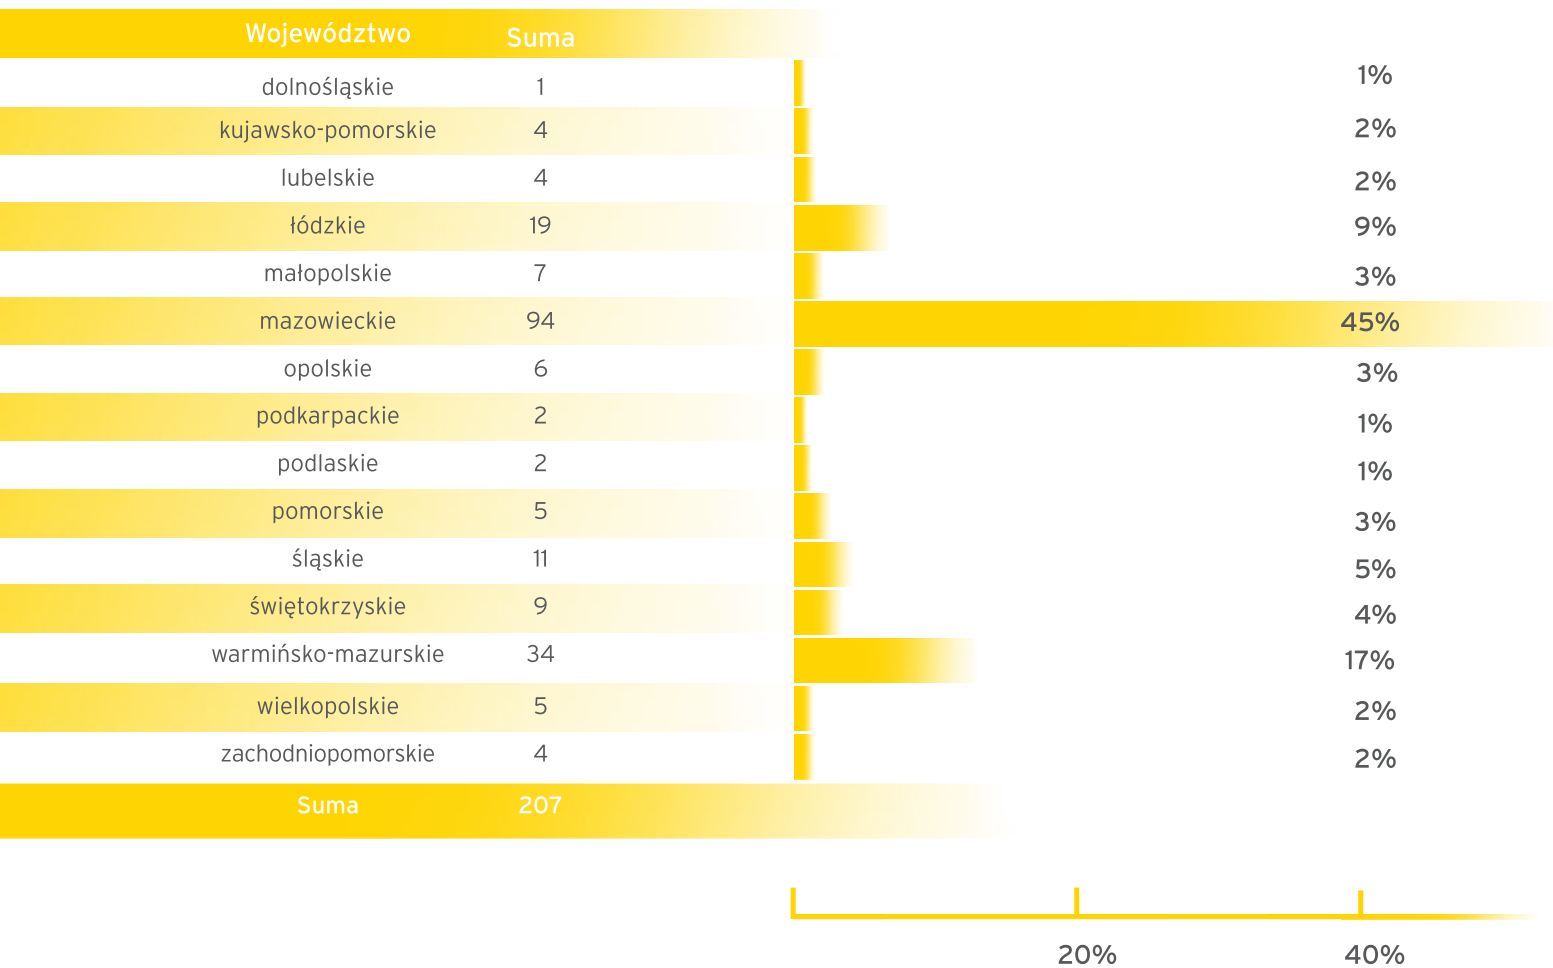 Województwo Suma
dolnośląskie 1 1%
kujawsko-pomorskie 4 2%
lubelskie 4 2%
łódzkie 19 9%
małopolskie 7 3%
mazowieckie 94 45%
opolskie 6 3%
podkarpackie 2 1%
podlaskie 2 1%
pomorskie 5 3%
śląskie 11 5%
świętokrzyskie 9 4%
warmińsko-mazurskie 34 17%
wielkopolskie 5 2%
zachodniopomorskie 4 2%
Suma 207
20% 40%